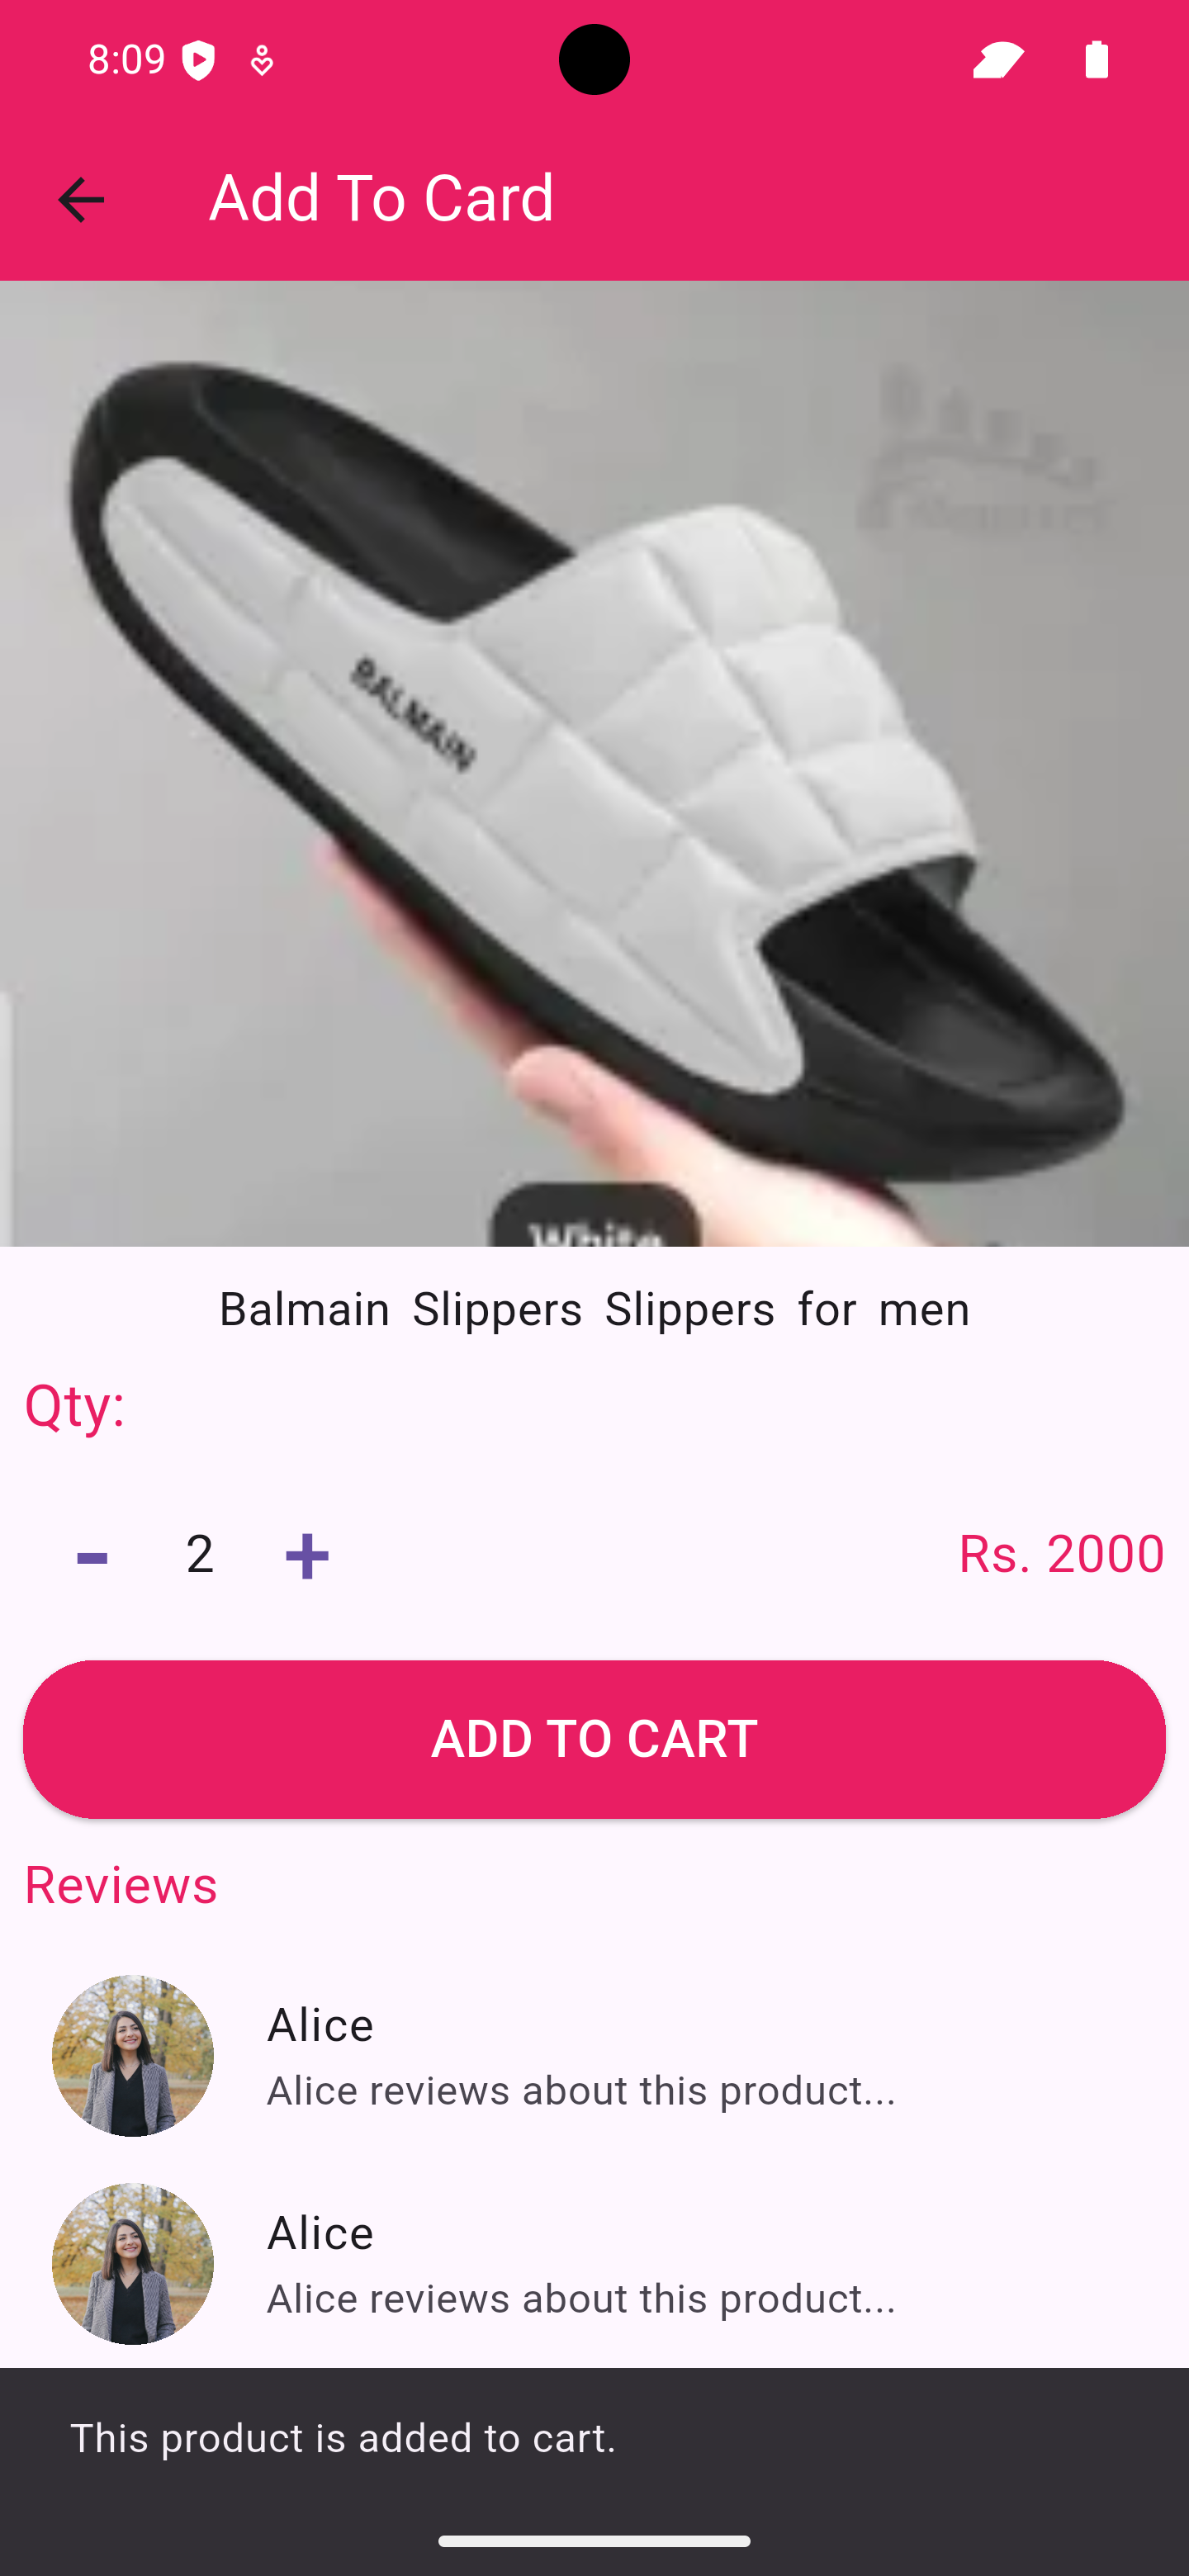 8:09
Add To Card
BALMAIN
White
Balmain Slippers Slippers for men
Qty:
- 2 +
Rs. 2000
ADD TO CART
Reviews
Alice
Alice reviews about this product...
Alice
Alice reviews about this product...
This product is added to cart.